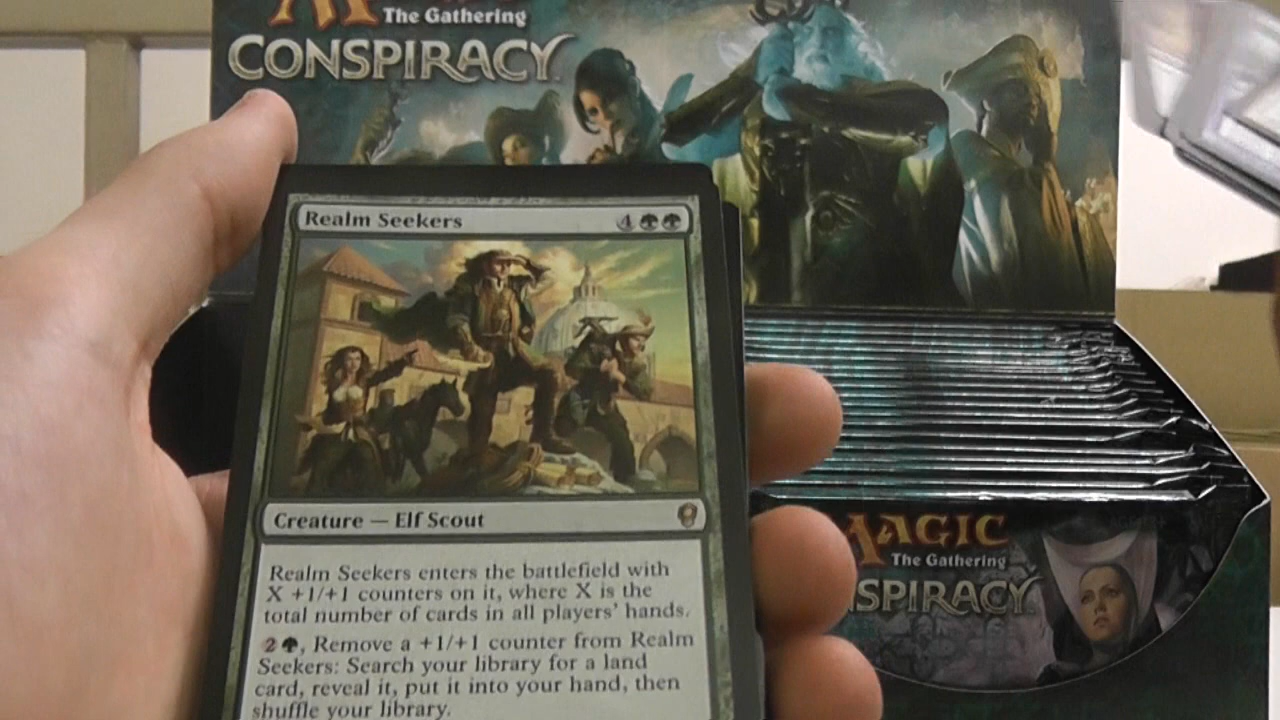 The Gathering
CONSPIRACY
Realm Seekers 4
Creature — Elf Scout
Realm Seekers enters the battlefield with
X +1/+1 counters on it, where X is the
total number of cards in all players' hands.
2, Remove a +1/+1 counter from Realm
Seekers: Search your library for a land
card, reveal it, put it into your hand, then
shuffle your library.
MAGIC
The Gathering
NSPIRACY